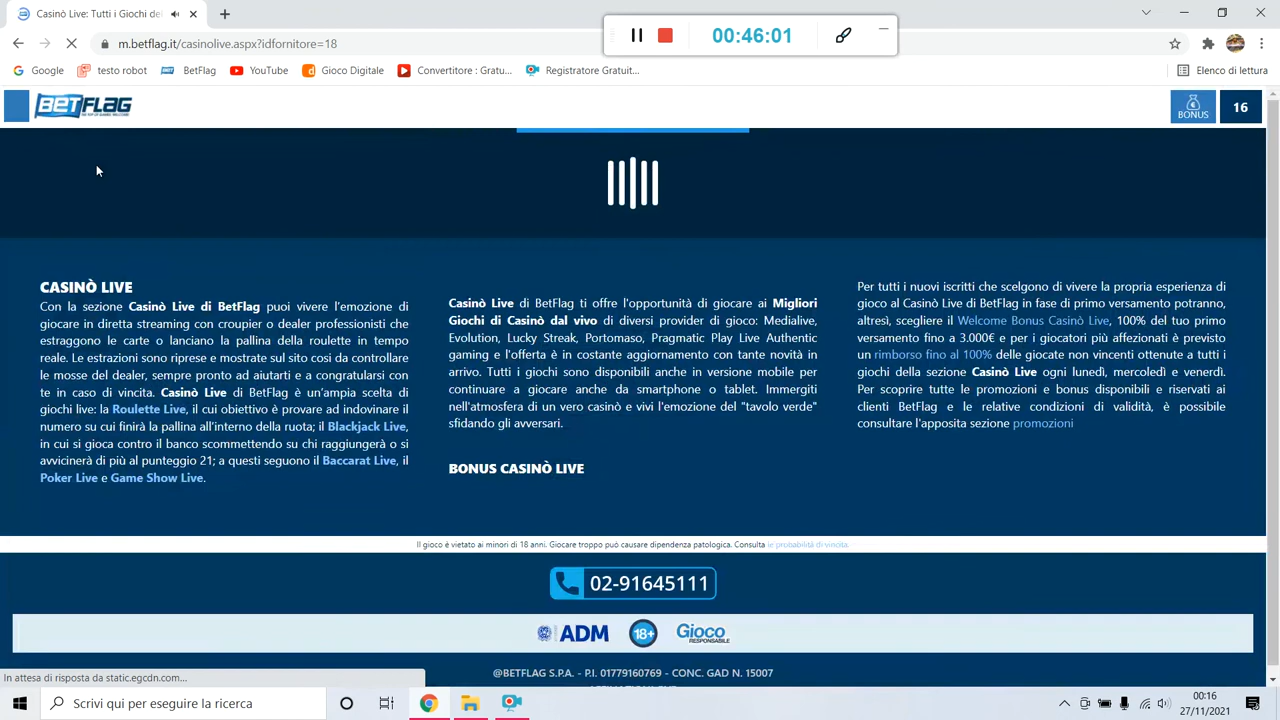 Casinò Live: Tutti i Giochi de
00:46:01
m.betflag.it/casinolive.aspx?idfornitore=18
Google
testo robot
BetFlag
YouTube
Gioco Digitale
Convertitore : Gratu...
Registratore Gratuit...
Elenco di lettura
BETFLAG
BONUS
16
CASINÒ LIVE
Con la sezione Casinò Live di BetFlag puoi vivere l'emozione di
giocare in diretta streaming con croupier o dealer professionisti che
estraggono le carte o lanciano la pallina della roulette in tempo
reale. Le estrazioni sono riprese e mostrate sul sito cosi da controllare
le mosse del dealer, sempre pronto ad aiutarti e a congratularsi con
te in caso di vincita. Casinò Live di BetFlag è un'ampia scelta di
giochi live: la Roulette Live, il cui obiettivo è provare ad indovinare il
numero su cui finirà la pallina all'interno della ruota; il Blackjack Live,
in cui si gioca contro il banco scommettendo su chi raggiungerà o si
avvicinerà di più al punteggio 21; a questi seguono il Baccarat Live, il
Poker Live e Game Show Live.
Casinò Live di BetFlag ti offre l'opportunità di giocare ai Migliori
Giochi di Casinò dal vivo di diversi provider di gioco: Medialive,
Evolution, Lucky Streak, Portomaso, Pragmatic Play Live Authentic
gaming e l'offerta è in costante aggiornamento con tante novità in
arrivo. Tutti i giochi sono disponibili anche in versione mobile per
continuare a giocare anche da smartphone o tablet. Immergiti
nell'atmosfera di un vero casinò e vivi l'emozione del "tavolo verde"
sfidando gli avversari.
BONUS CASINÒ LIVE
Per tutti i nuovi iscritti che scelgono di vivere la propria esperienza di
gioco al Casinò Live di BetFlag in fase di primo versamento potranno,
altresì, scegliere il Welcome Bonus Casinò Live, 100% del tuo primo
versamento fino a 3.000€ e per i giocatori più affezionati è previsto
un rimborso fino al 100% delle giocate non vincenti ottenute a tutti i
giochi della sezione Casinò Live ogni lunedì, mercoledì e venerdì.
Per scoprire tutte le promozioni e bonus disponibili e riservati ai
clienti BetFlag e le relative condizioni di validità, è possibile
consultare l'apposita sezione promozioni
Il gioco è vietato ai minori di 18 anni. Giocare troppo può causare dipendenza patologica. Consulta le probabilità di vincita.
02-91645111
ADM
18+
Gioco
RESPONSABILE
In attesa di risposta da static.egcdn.com...
@BETFLAG S.P.A. - P.I. 01779160769 - CONC. GAD N. 15007
Scrivi qui per eseguire la ricerca
00:16
27/11/2021